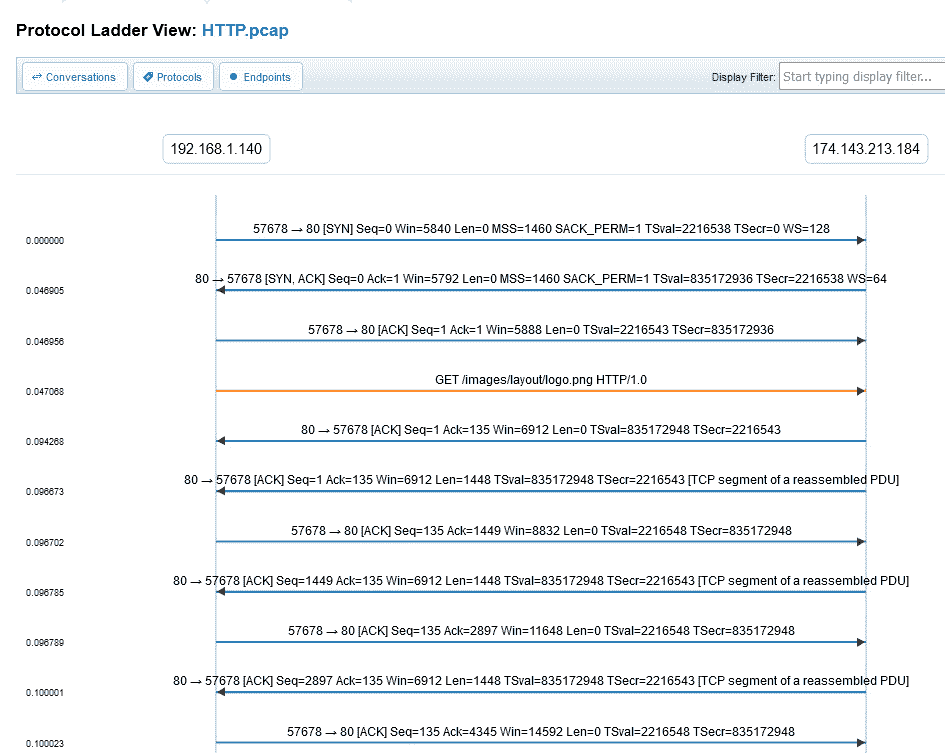 Protocol Ladder View: HTTP.pcap
Conversations Protocols Endpoints Display Filter: Start typing display filter...
192.168.1.140 174.143.213.184
57678 → 80 [SYN] Seq=0 Win=5840 Len=0 MSS=1460 SACK_PERM=1 TSval=2216538 TSecr=0 WS=128
0.000000
80 → 57678 [SYN, ACK] Seq=0 Ack=1 Win=5792 Len=0 MSS=1460 SACK_PERM=1 TSval=835172936 TSecr=2216538 WS=64
0.046905
57678 → 80 [ACK] Seq=1 Ack=1 Win=5888 Len=0 TSval=2216543 TSecr=835172936
0.046956
GET /images/layout/logo.png HTTP/1.0
0.047068
80 → 57678 [ACK] Seq=1 Ack=135 Win=6912 Len=0 TSval=835172948 TSecr=2216543
0.094268
80 → 57678 [ACK] Seq=1 Ack=135 Win=6912 Len=1448 TSval=835172948 TSecr=2216543 [TCP segment of a reassembled PDU]
0.096673
57678 → 80 [ACK] Seq=135 Ack=1449 Win=8832 Len=0 TSval=2216548 TSecr=835172948
0.096702
80 → 57678 [ACK] Seq=1449 Ack=135 Win=6912 Len=1448 TSval=835172948 TSecr=2216543 [TCP segment of a reassembled PDU]
0.096785
57678 → 80 [ACK] Seq=135 Ack=2897 Win=11648 Len=0 TSval=2216548 TSecr=835172948
0.096789
80 → 57678 [ACK] Seq=2897 Ack=135 Win=6912 Len=1448 TSval=835172948 TSecr=2216543 [TCP segment of a reassembled PDU]
0.100001
57678 → 80 [ACK] Seq=135 Ack=4345 Win=14592 Len=0 TSval=2216548 TSecr=835172948
0.100023